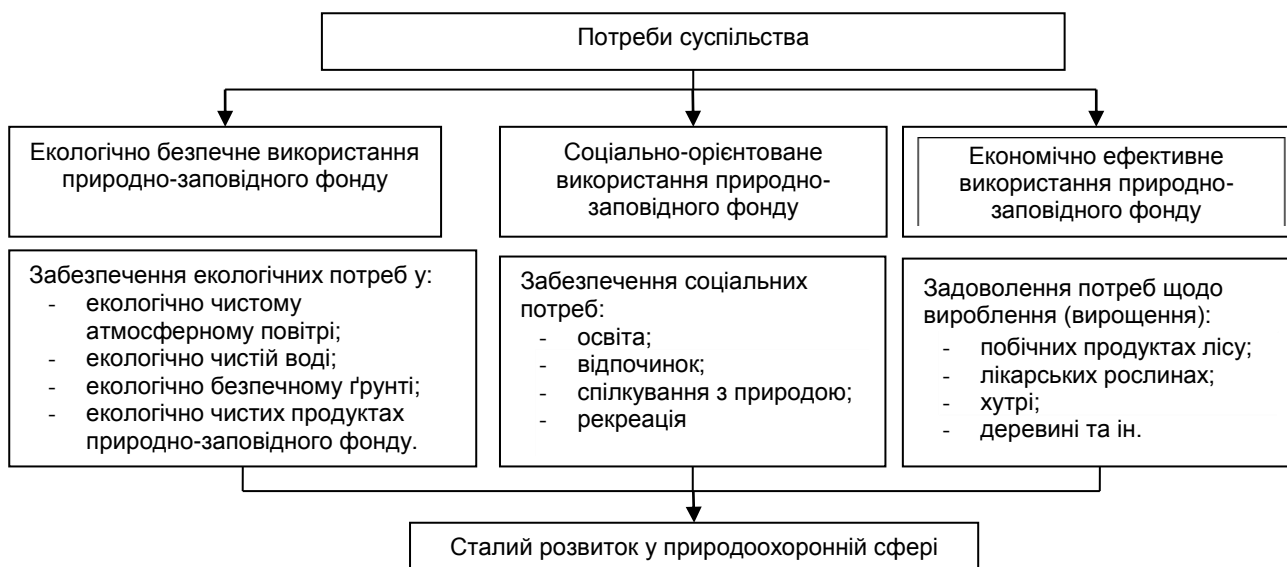 Потреби суспільства
Екологічно безпечне використання
природно-заповідного фонду
Соціально-орієнтоване
використання природно-
заповідного фонду
Економічно ефективне
використання природно-
заповідного фонду
Забезпечення екологічних потреб у:
- екологічно чистому
атмосферному повітрі;
- екологічно чистій воді;
- екологічно безпечному ґрунті;
- екологічно чистих продуктах
природно-заповідного фонду.
Забезпечення соціальних
потреб:
- освіта;
- відпочинок;
- спілкування з природою;
- рекреація
Задоволення потреб щодо
вироблення (вирощення):
- побічних продуктах лісу;
- лікарських рослинах;
- хутрі;
- деревині та ін.
Сталий розвиток у природоохоронній сфері